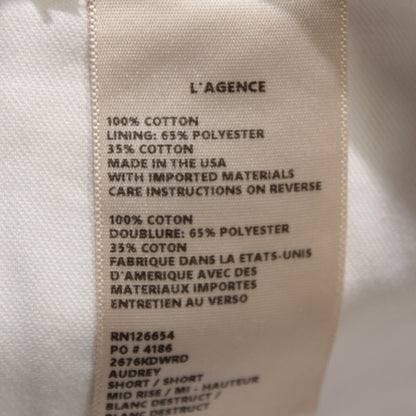 L'AGENCE
100% COTTON
LINING: 65% POLYESTER
35% COTTON
MADE IN THE USA
WITH IMPORTED MATERIALS
CARE INSTRUCTIONS ON REVERSE
100% COTON
DOUBLURE: 65% POLYESTER
35% COTON
FABRIQUE DANS LA ETATS-UNIS
D'AMERIQUE AVEC DES
MATERIAUX IMPORTES
ENTRETIEN AU VERSO
RN126654
PO # 4186
2676KDWRD
AUDREY
SHORT / SHORT
MID RISE / MI - HAUTEUR
BLANC DESTRUCT /
BLANC DESTRUCT